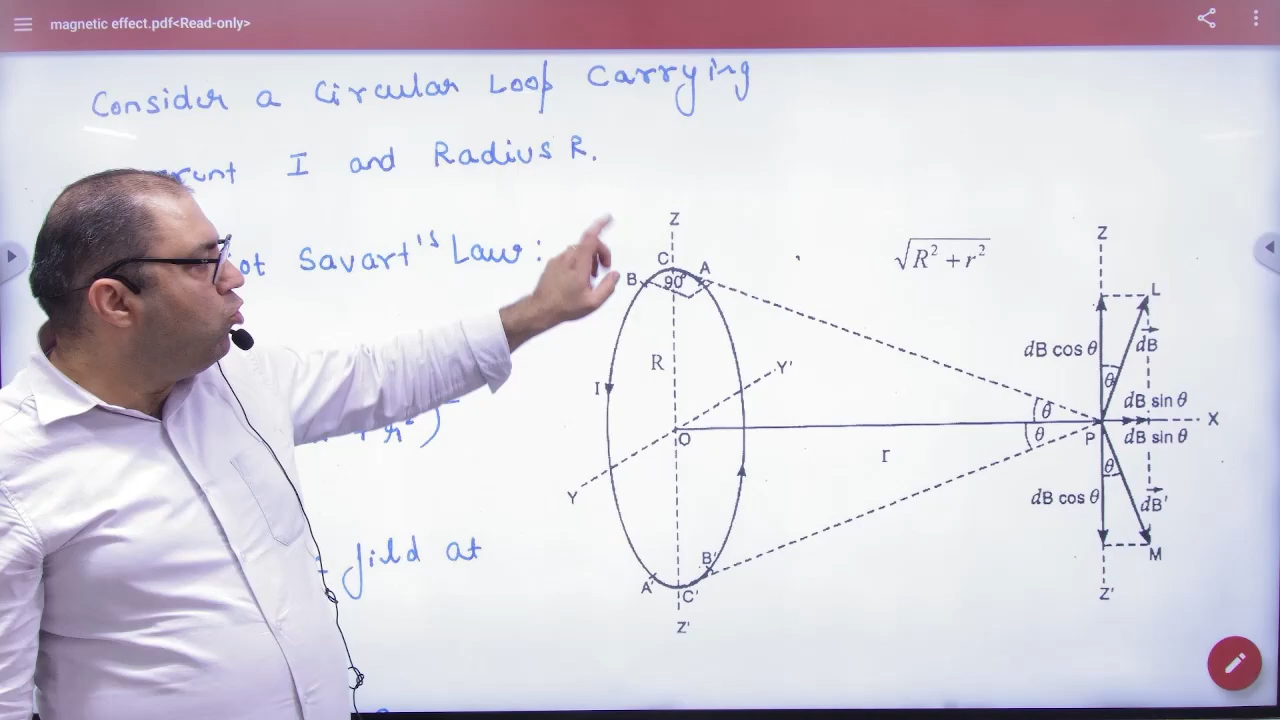 magnetic effect.pdf<Read-only>
Consider a Circular Loop Carrying
I and Radius R.
Savart's Law:
fild at
Z
C
A
B
90°
R
I
Y'
O
Y
r
A'
B'
C'
Z'
√R² + r²
Z
L
dB cos θ
dB
θ
dB sin θ
θ
X
P
θ
dB sin θ
θ
dB cos θ
dB'
M
Z'